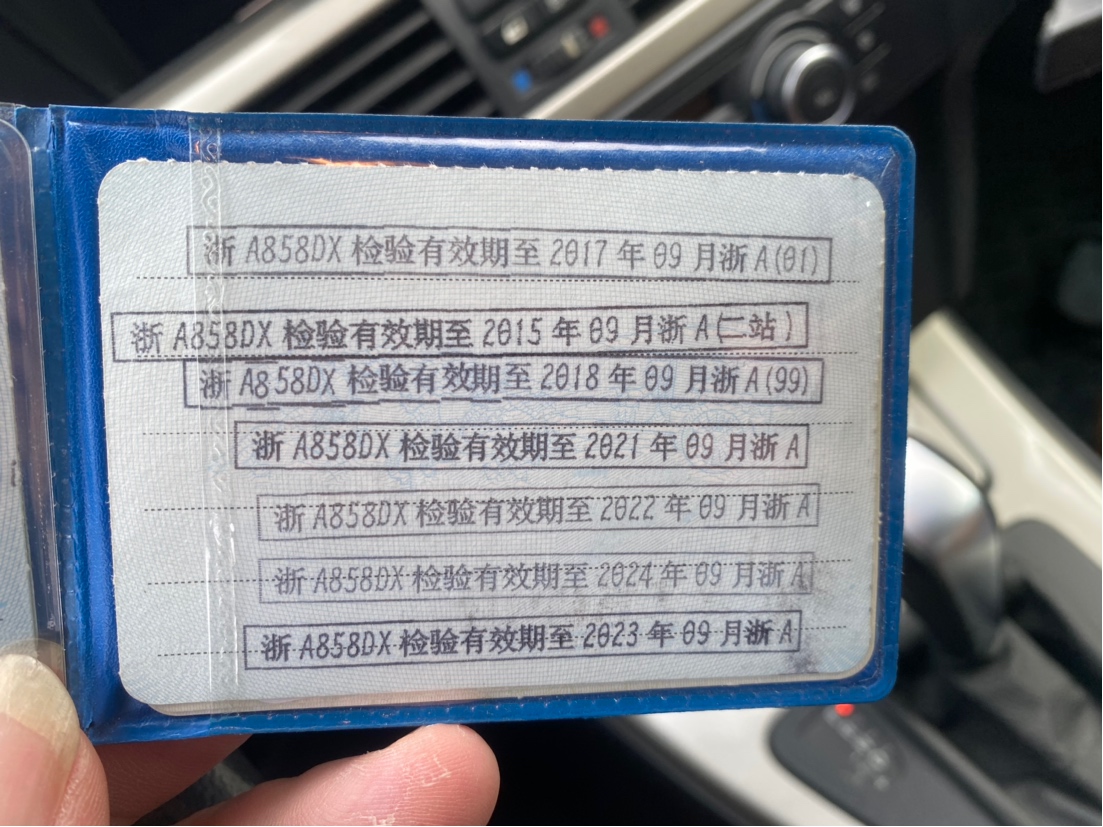 浙 A858DX 检验有效期至 2017 年 09 月浙 A(01)
浙 A858DX 检验有效期至 2015 年 09 月浙 A(二站)
浙 A858DX 检验有效期至 2018 年 09 月浙 A(99)
浙 A858DX 检验有效期至 2021 年 09 月浙 A
浙 A858DX 检验有效期至 2022 年 09 月浙 A
浙 A858DX 检验有效期至 2024 年 09 月浙 A
浙 A858DX 检验有效期至 2023 年 09 月浙 A